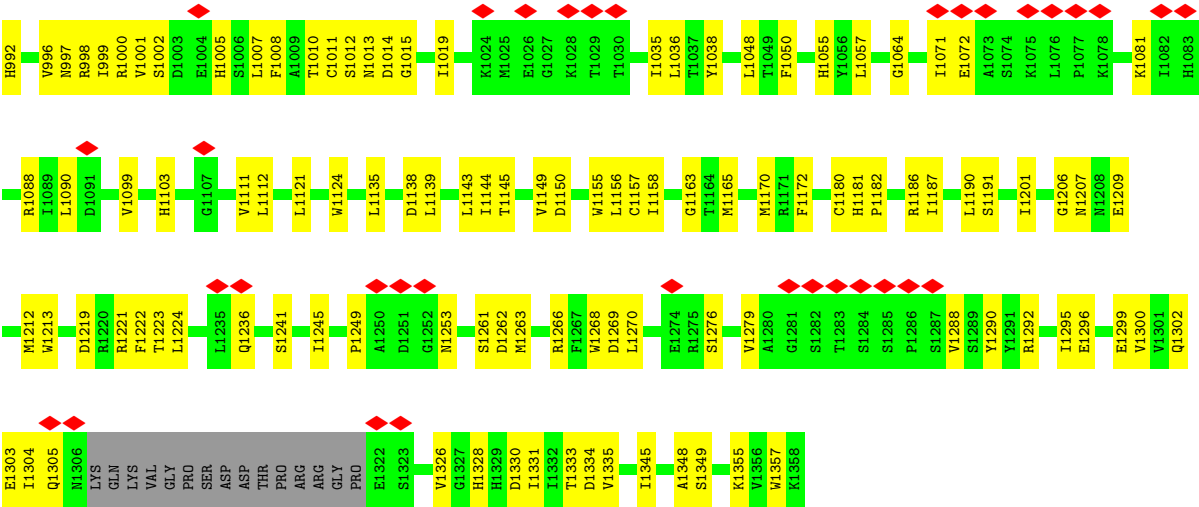 H992 V996 N997 R998 I999 R1000 V1001 S1002 D1003 E1004 H1005 S1006 L1007 F1008 A1009 T1010 C1011 S1012 N1013 D1014 G1015 I1019 K1024 M1025 E1026 G1027 K1028 T1029 T1030 I1035 L1036 T1037 Y1038 L1048 T1049 F1050 H1055 Y1056 L1057 G1064 I1071 E1072 A1073 S1074 K1075 L1076 P1077 K1078 K1081 I1082 H1083
R1088 I1089 L1090 D1091 V1099 H1103 G1107 V1111 L1112 L1121 W1124 L1135 D1138 L1139 L1143 I1144 T1145 V1149 D1150 W1155 L1156 C1157 I1158 G1163 T1164 M1165 M1170 R1171 F1172 C1180 H1181 P1182 R1186 I1187 L1190 S1191 I1201 G1206 N1207 N1208 E1209
M1212 W1213 D1219 R1220 R1221 F1222 T1223 L1224 L1235 Q1236 S1241 I1245 P1249 A1250 D1251 G1252 N1253 S1261 D1262 M1263 R1266 F1267 W1268 D1269 L1270 E1274 R1275 S1276 V1279 A1280 G1281 S1282 T1283 S1284 S1285 P1286 S1287 V1288 S1289 Y1290 Y1291 R1292 I1295 E1296 E1299 V1300 V1301 Q1302
E1303 I1304 Q1305 N1306 LYS GLN LYS VAL GLY PRO SER ASP ASP THR PRO ARG ARG GLY PRO E1322 S1323 V1326 G1327 H1328 H1329 D1330 I1331 I1332 T1333 D1334 V1335 I1345 A1348 S1349 K1355 V1356 W1357 K1358